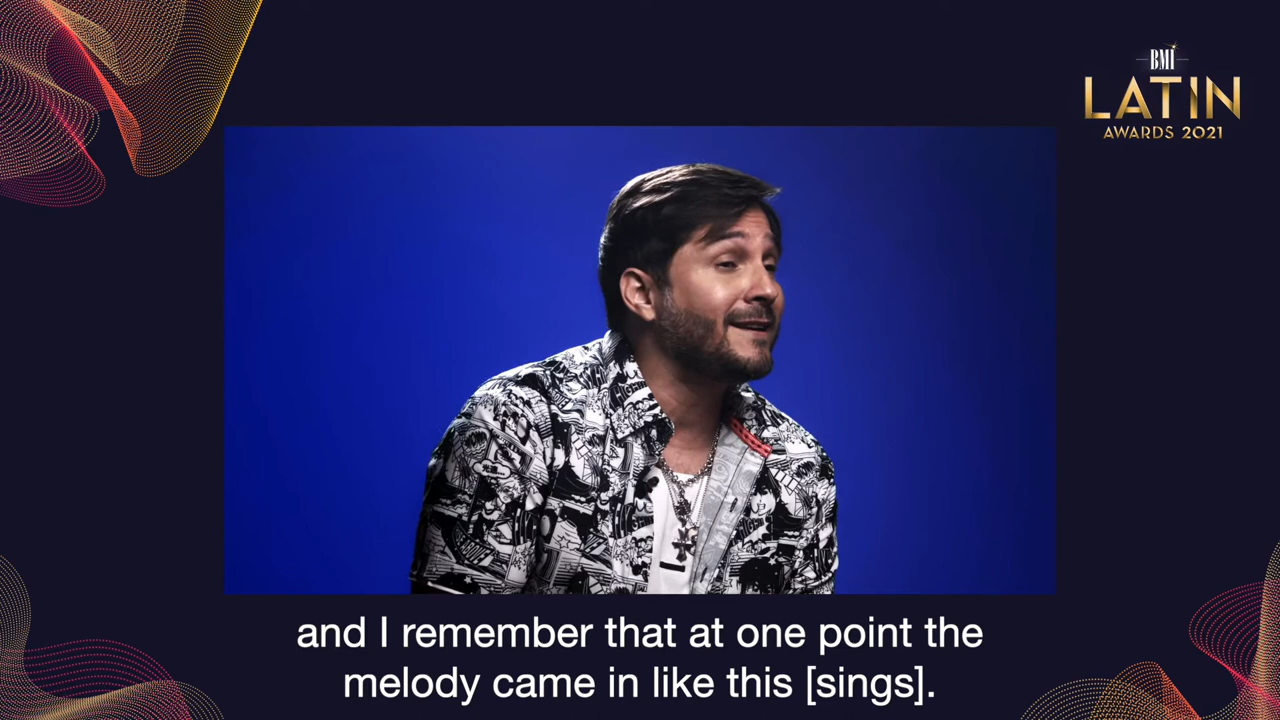 BMI
LATIN
AWARDS 2021
and I remember that at one point the
melody came in like this [sings].